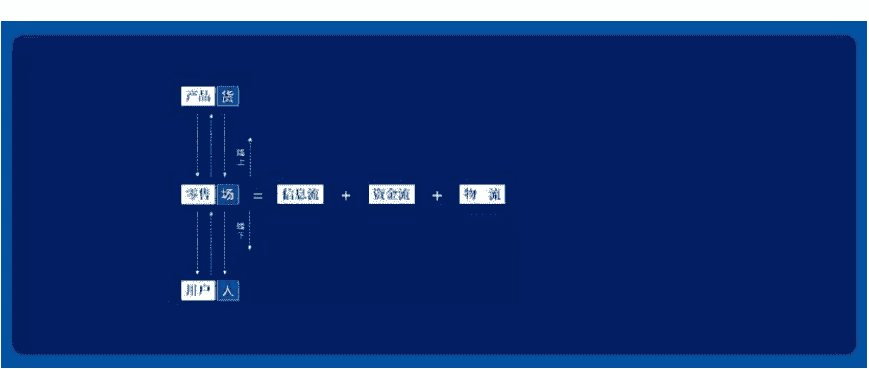 产品 货
线上
零售 场 = 信息流 + 资金流 + 物 流
线下
用户 人